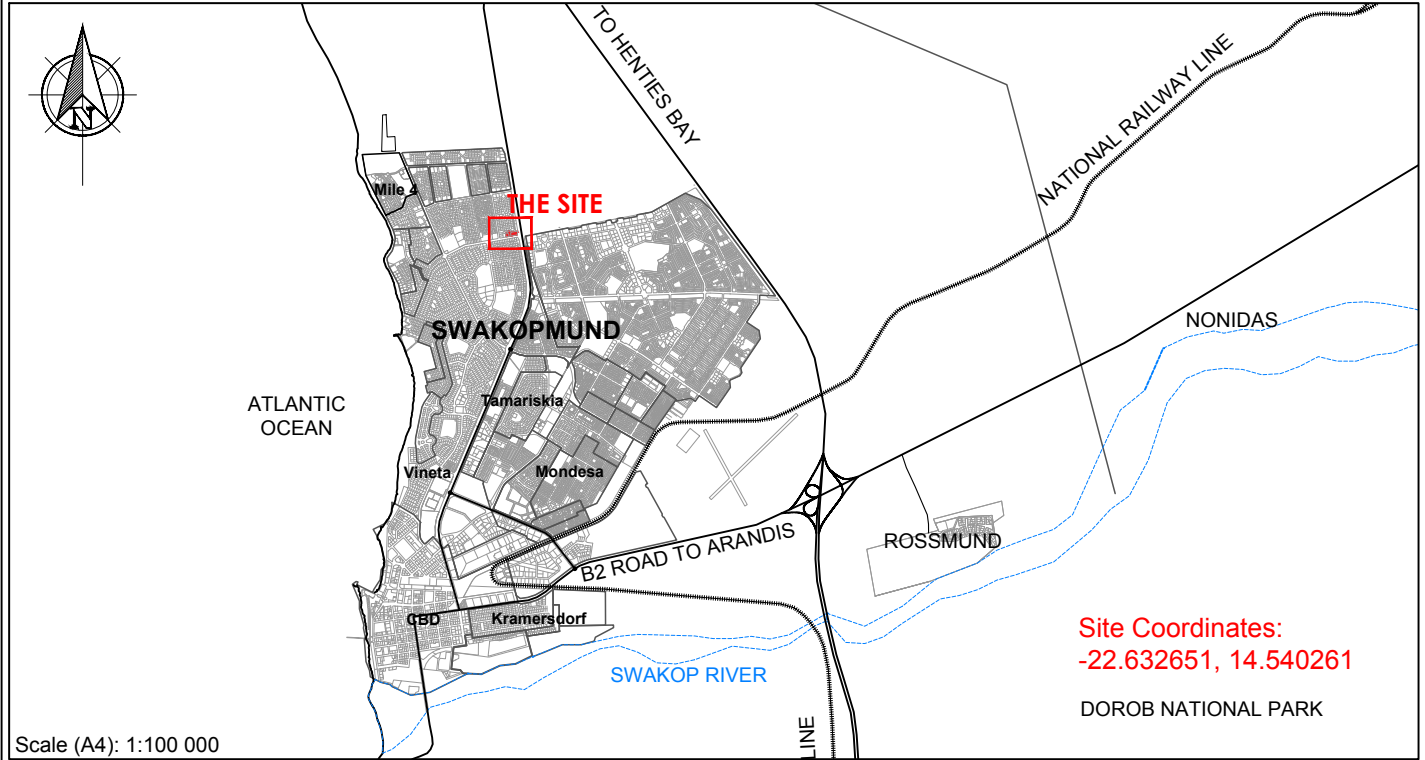 N
TO HENTIES BAY
NATIONAL RAILWAY LINE
Mile 4
THE SITE
SWAKOPMUND
NONIDAS
ATLANTIC
OCEAN
Tamariskia
Vineta
Mondesa
B2 ROAD TO ARANDIS
ROSSMUND
CBD
Kramersdorf
SWAKOP RIVER
Site Coordinates:
-22.632651, 14.540261
DOROB NATIONAL PARK
LINE
Scale (A4): 1:100 000